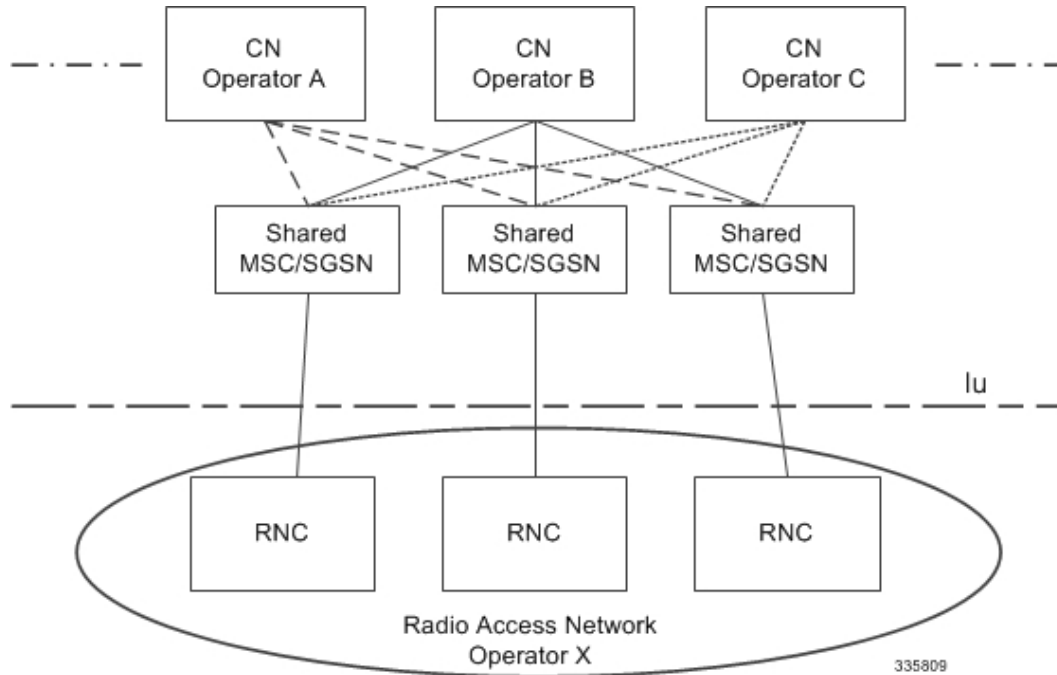 CN
Operator A
CN
Operator B
CN
Operator C
Shared
MSC/SGSN
Shared
MSC/SGSN
Shared
MSC/SGSN
Iu
RNC
RNC
RNC
Radio Access Network
Operator X
335809